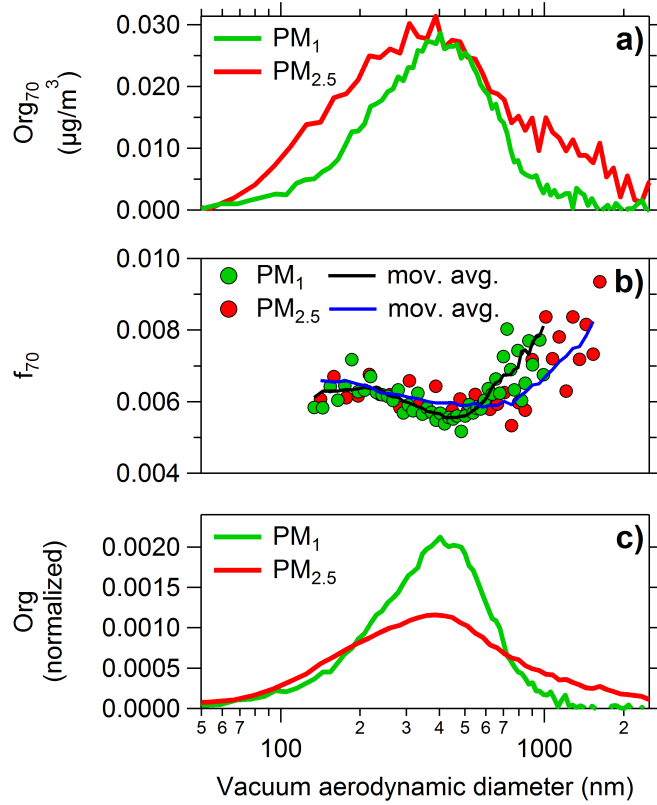 0.030
0.020
0.010
0.000
Org70
(µg/m3)
PM1
PM2.5
a)
0.010
0.008
0.006
0.004
f70
PM1 mov. avg.
PM2.5 mov. avg.
b)
0.0020
0.0015
0.0010
0.0005
0.0000
Org
(normalized)
PM1
PM2.5
c)
5 6 7 2 3 4 5 6 7 2
100 1000
Vacuum aerodynamic diameter (nm)